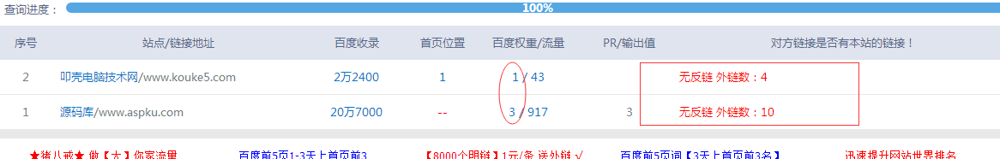 查询进度： 100%
序号 站点/链接地址 百度收录 首页位置 百度权重/流量 PR/输出值 对方链接是否有本站的链接！
2 叩壳电脑技术网/www.kouke5.com 2万2400 1 1 / 43 无反链 外链数：4
1 源码库/www.aspku.com 20万7000 -- 3 / 917 3 无反链 外链数：10
★猪八戒★ 做【大】你家流量 百度前5页1-3天上首页前3 【8000个明链】1元/条 送外链 √ 百度前5页词【3天上首页前3名】 迅速提升网站世界排名